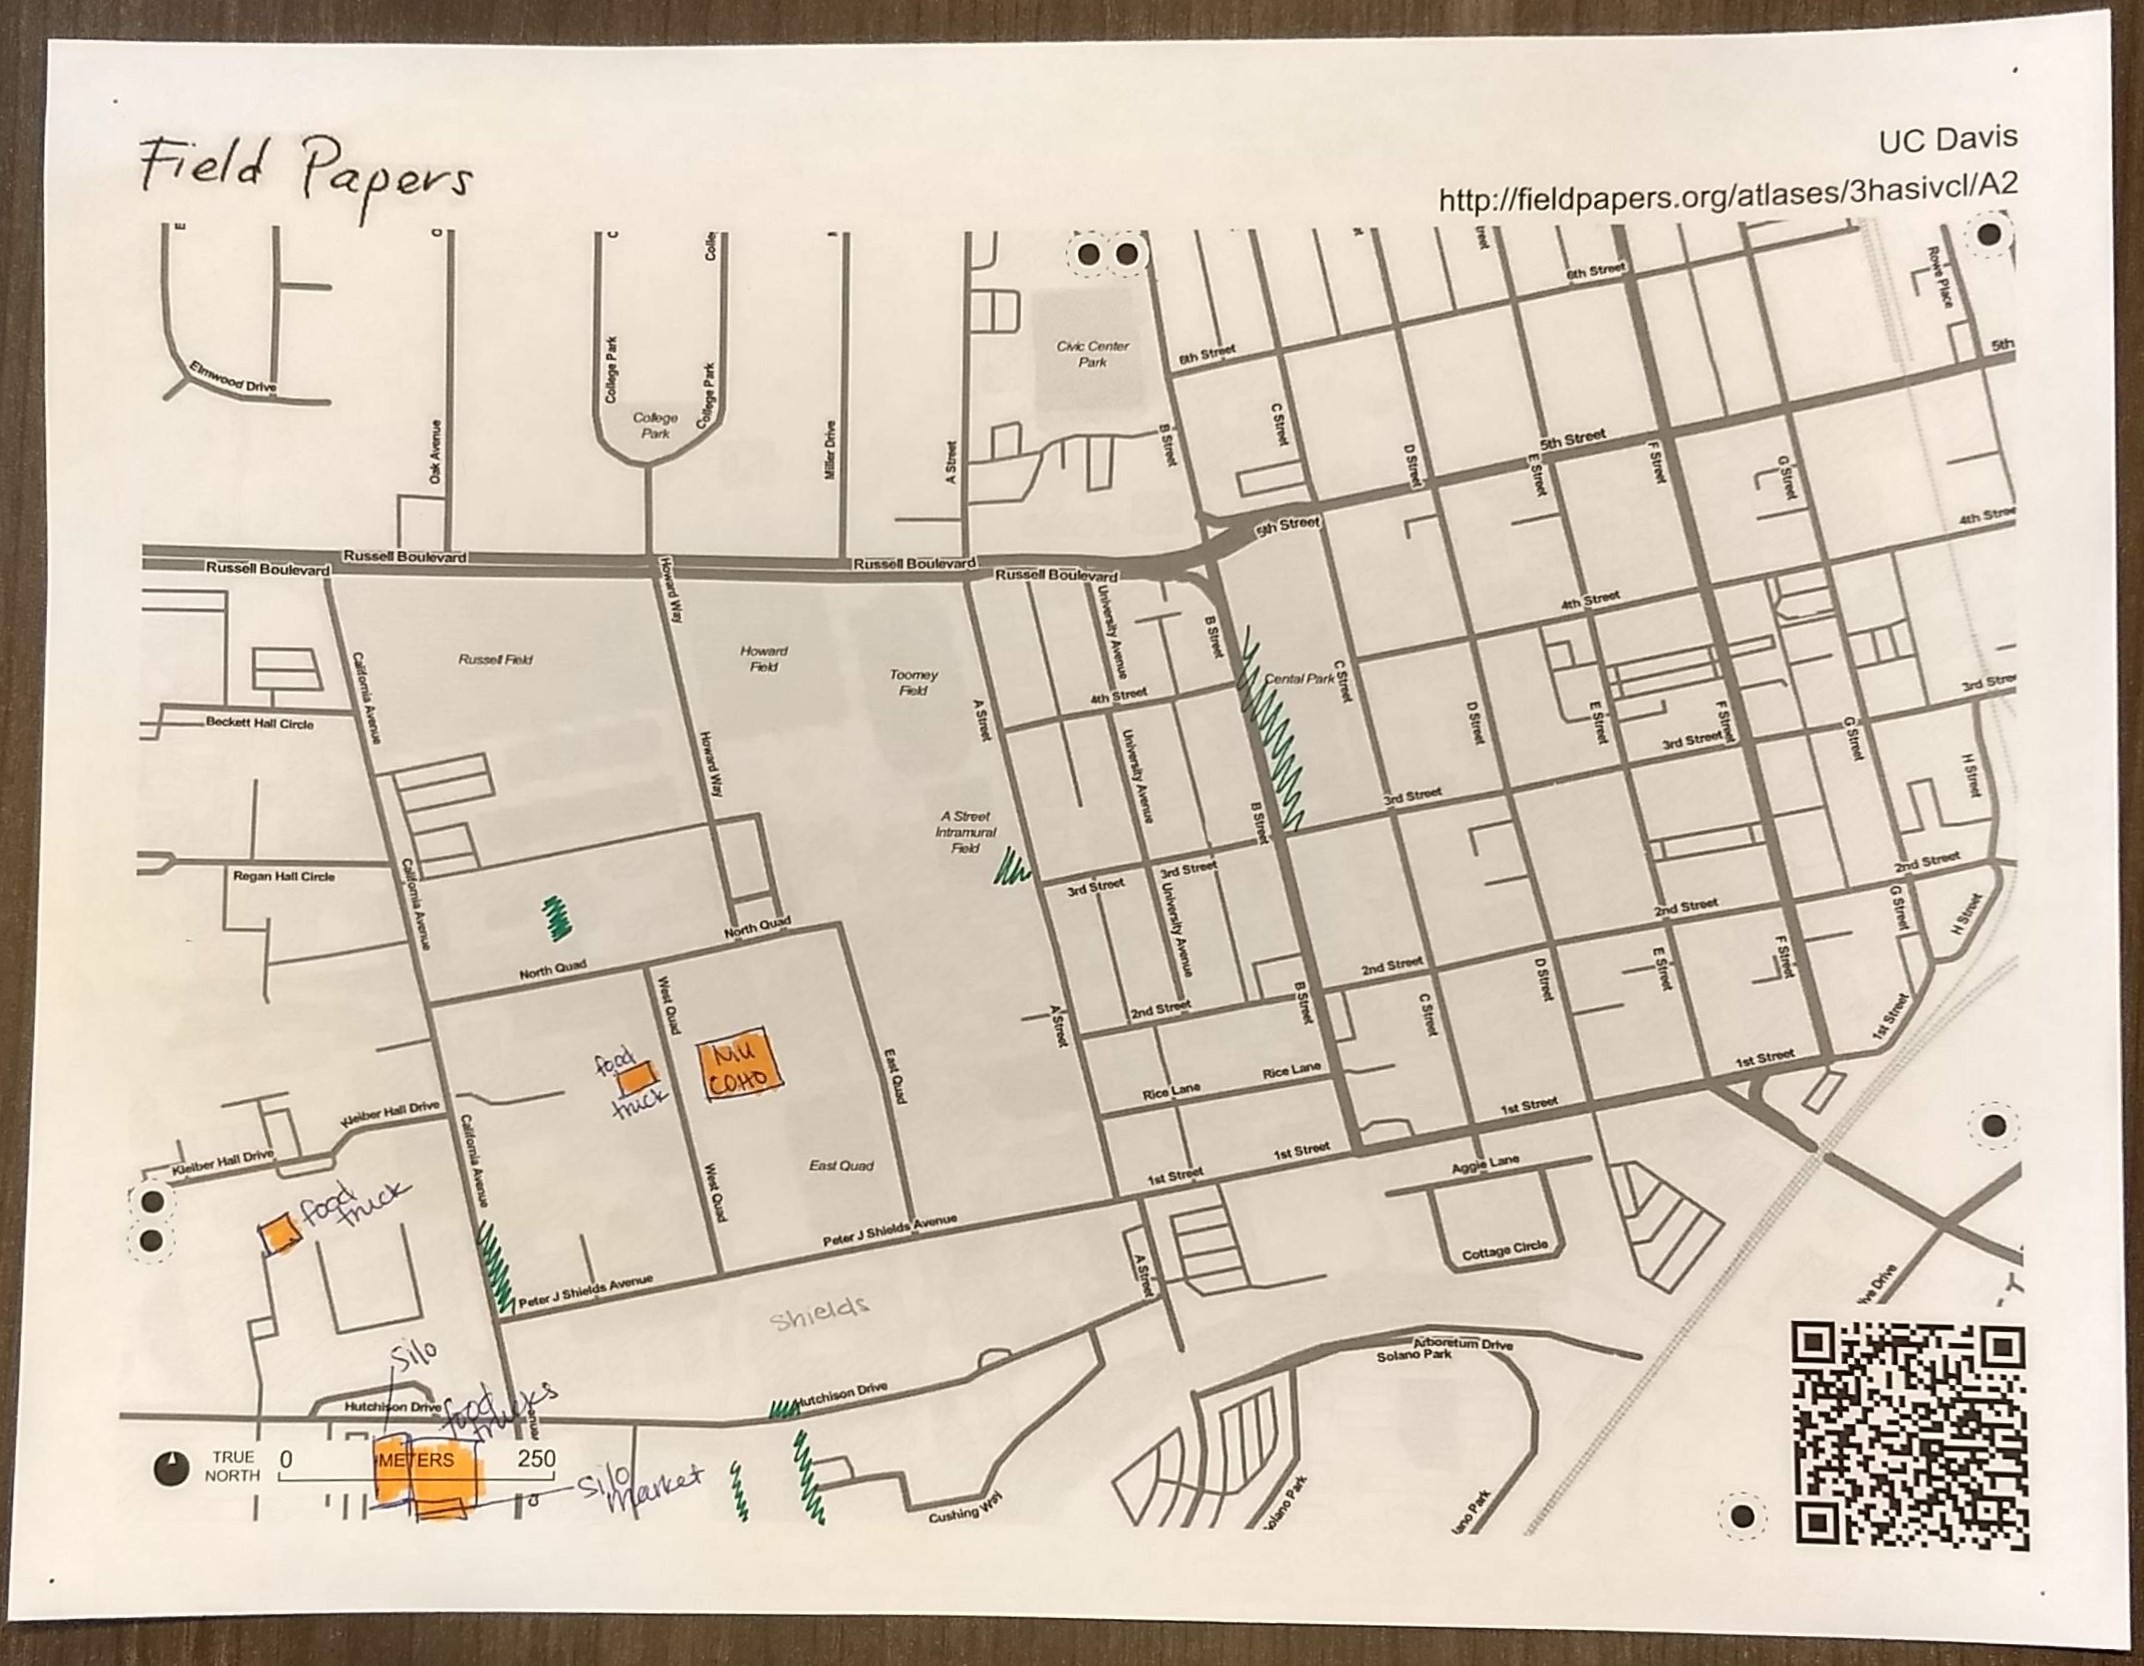 Field Papers
UC Davis
http://fieldpapers.org/atlases/3hasivcl/A2
E
C
College Park
College Park
College
Park
Colle
Elmwood Drive
Oak Avenue
Miller Drive
A Street
Civic Center
Park
B Street
6th Street
6th Street
Rowe Place
5th
C Street
D Street
E Street
5th Street
F Street
G Street
4th Stree
5th Street
Russell Boulevard
Russell Boulevard
Russell Boulevard
Russell Boulevard
Howard Way
Howard Way
University Avenue
B Street
4th Street
Russell Field
Howard
Field
Toomey
Field
Cental Park
C Street
California Avenue
Beckett Hall Circle
A Street
4th Street
University Avenue
D Street
E Street
3rd Street
F Street
G Street
3rd Stree
H Street
A Street
Intramural
Field
B Street
3rd Street
California Avenue
Regan Hall Circle
3rd Street
3rd Street
University Avenue
2nd Street
2nd Street
G Street
H Street
North Quad
North Quad
West Quad
A Street
2nd Street
B Street
2nd Street
C Street
D Street
E Street
F Street
1st Street
food
truck
MU
COHO
East Quad
Rice Lane
Rice Lane
1st Street
1st Street
Kleiber Hall Drive
Kleiber Hall Drive
California Avenue
West Quad
East Quad
1st Street
1st Street
Aggie Lane
food
truck
Peter J Shields Avenue
Peter J Shields Avenue
A Street
Cottage Circle
ive Drive
Shields
Silo
Arboretum Drive
Solano Park
Hutchison Drive
food
trucks
Hutchison Drive
enue
TRUE
NORTH
0
METERS
250
Silo
market
Cushing Way
Solano Park
lano Park